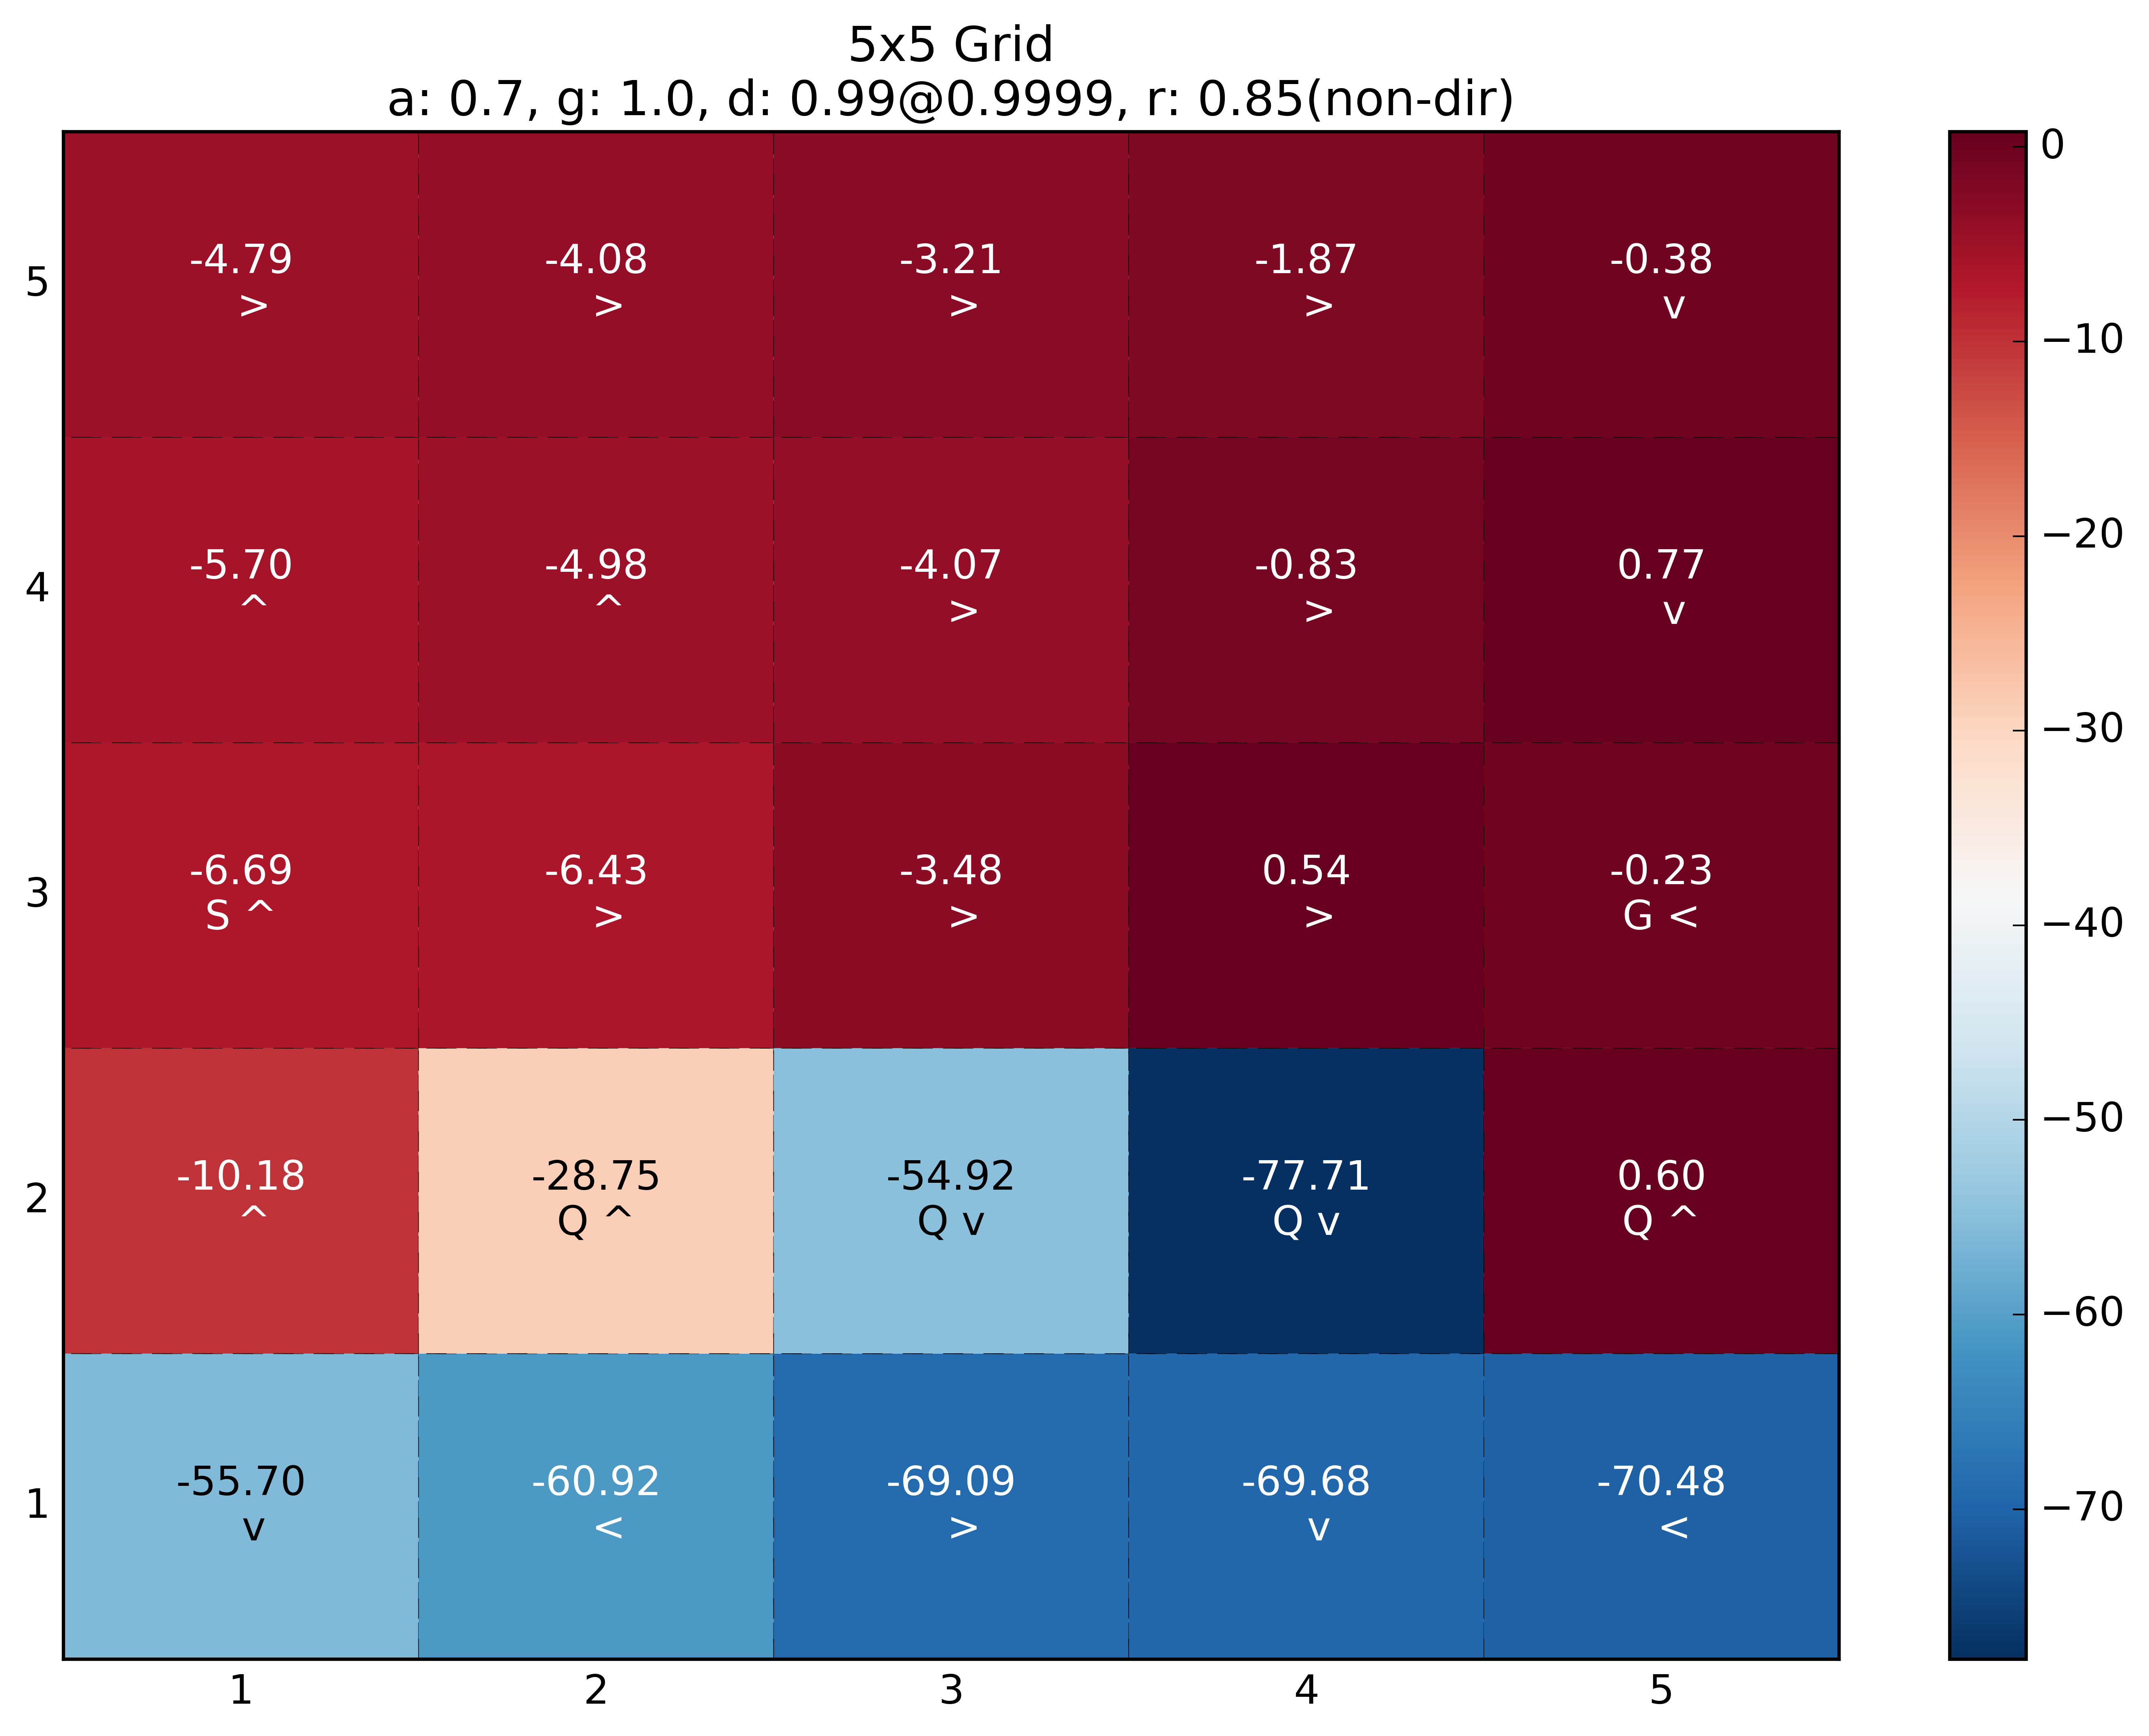 5x5 Grid
a: 0.7, g: 1.0, d: 0.99@0.9999, r: 0.85(non-dir)
5
-4.79 -4.08 -3.21 -1.87 -0.38
> > > > v
4
-5.70 -4.98 -4.07 -0.83 0.77
^ ^ > > v
3
-6.69 -6.43 -3.48 0.54 -0.23
S ^ > > > G <
2
-10.18 -28.75 -54.92 -77.71 0.60
^ Q ^ Q v Q v Q ^
1
-55.70 -60.92 -69.09 -69.68 -70.48
v < > v <
1 2 3 4 5
0
−10
−20
−30
−40
−50
−60
−70